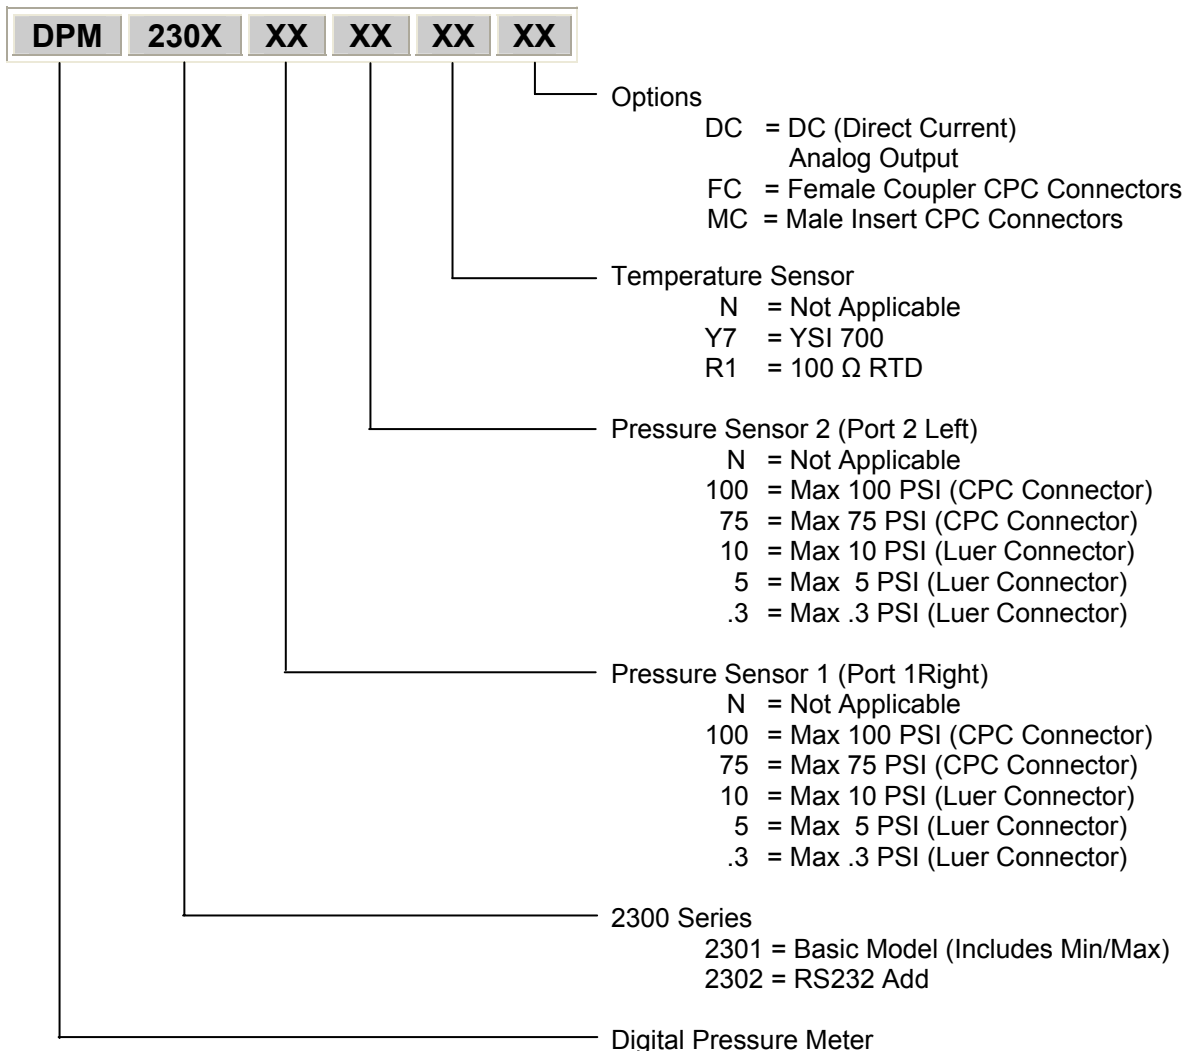 DPM 230X XX XX XX XX
Options
DC = DC (Direct Current)
Analog Output
FC = Female Coupler CPC Connectors
MC = Male Insert CPC Connectors
Temperature Sensor
N = Not Applicable
Y7 = YSI 700
R1 = 100 Ω RTD
Pressure Sensor 2 (Port 2 Left)
N = Not Applicable
100 = Max 100 PSI (CPC Connector)
75 = Max 75 PSI (CPC Connector)
10 = Max 10 PSI (Luer Connector)
5 = Max 5 PSI (Luer Connector)
.3 = Max .3 PSI (Luer Connector)
Pressure Sensor 1 (Port 1Right)
N = Not Applicable
100 = Max 100 PSI (CPC Connector)
75 = Max 75 PSI (CPC Connector)
10 = Max 10 PSI (Luer Connector)
5 = Max 5 PSI (Luer Connector)
.3 = Max .3 PSI (Luer Connector)
2300 Series
2301 = Basic Model (Includes Min/Max)
2302 = RS232 Add
Digital Pressure Meter